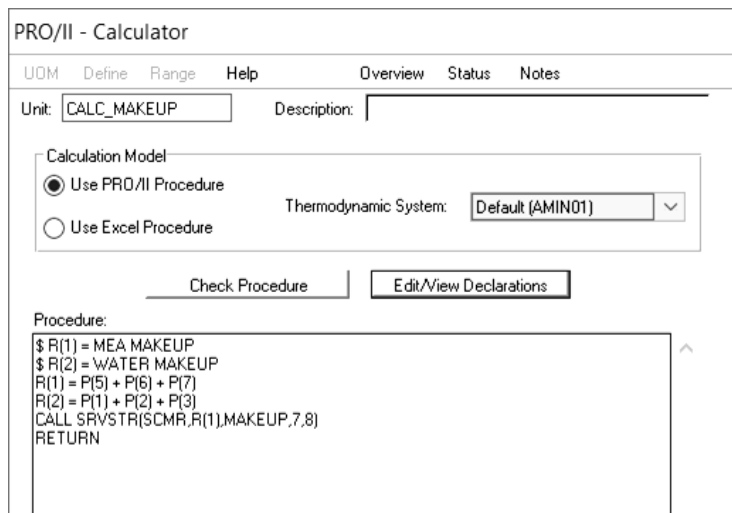 PRO/II - Calculator
UOM Define Range Help Overview Status Notes
Unit: CALC_MAKEUP Description:
Calculation Model
Use PRO/II Procedure
Thermodynamic System: Default (AMIN01)
Use Excel Procedure
Check Procedure Edit/View Declarations
Procedure:
$ R(1) = MEA MAKEUP
$ R(2) = WATER MAKEUP
R(1) = P(5) + P(6) + P(7)
R(2) = P(1) + P(2) + P(3)
CALL SRVSTR(SCMR,R(1),MAKEUP,7,8)
RETURN